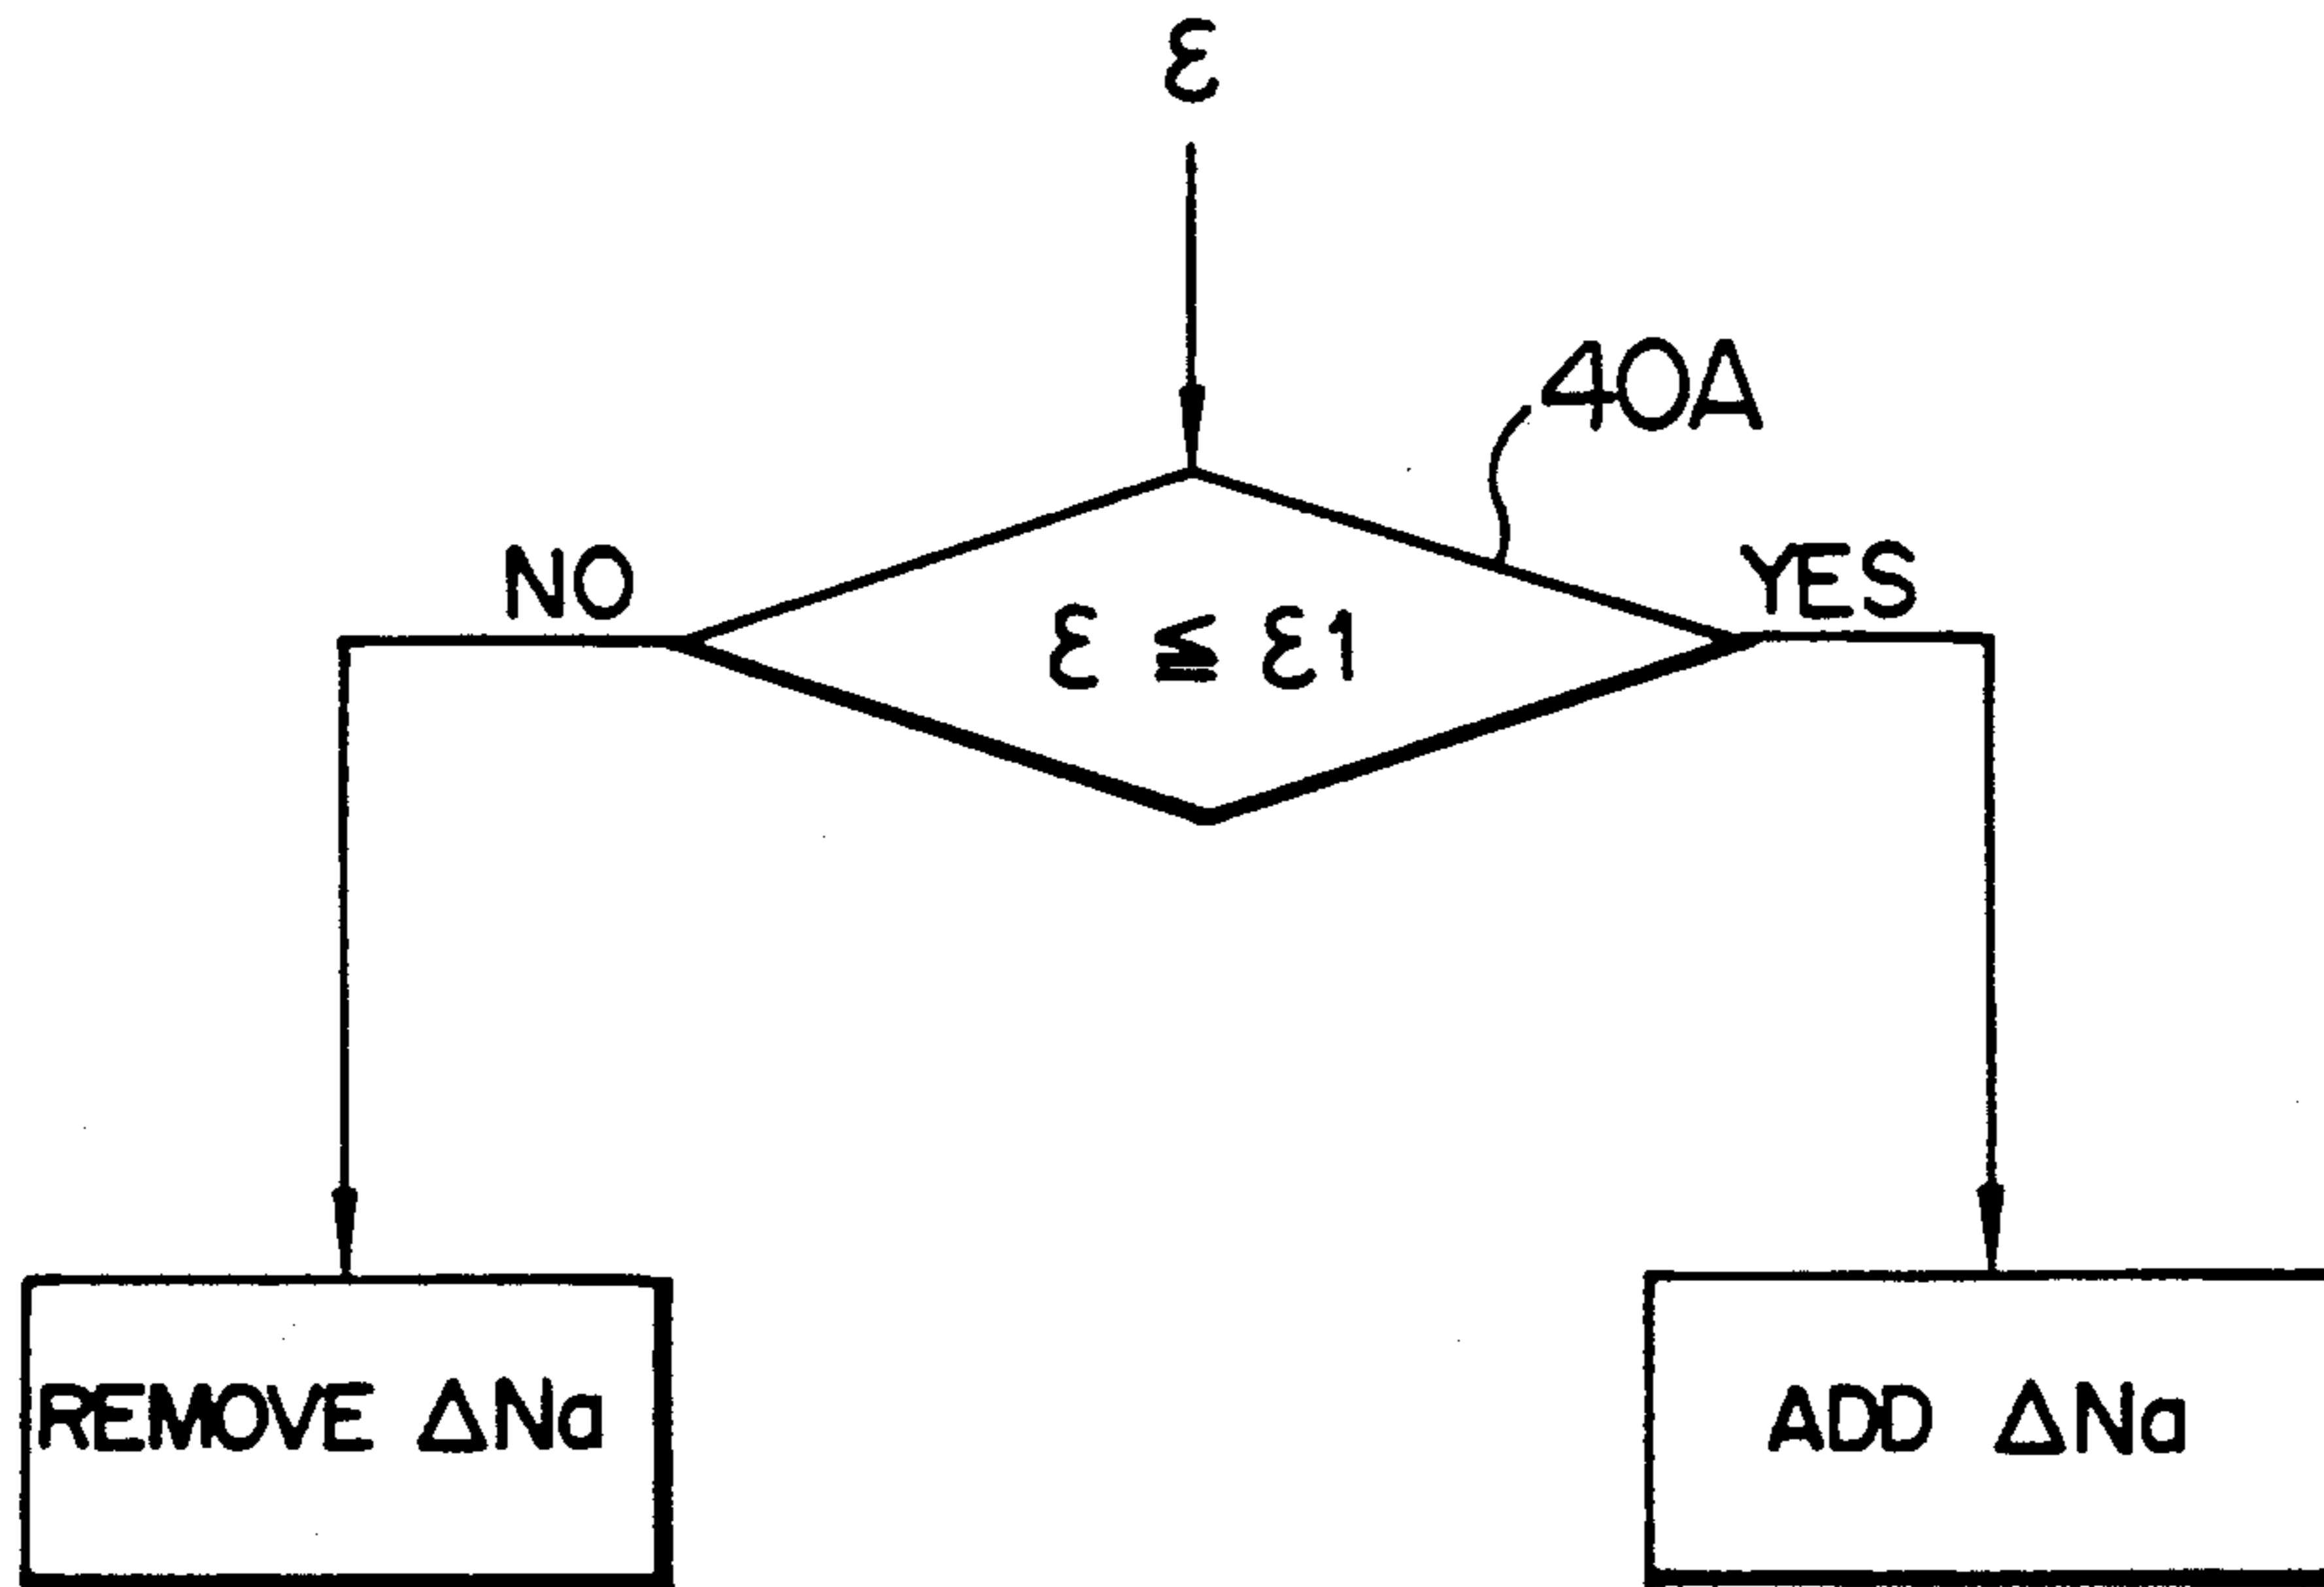 ε
40A
NO
YES
ε ≦ ε1
REMOVE ΔNa
ADD ΔNa